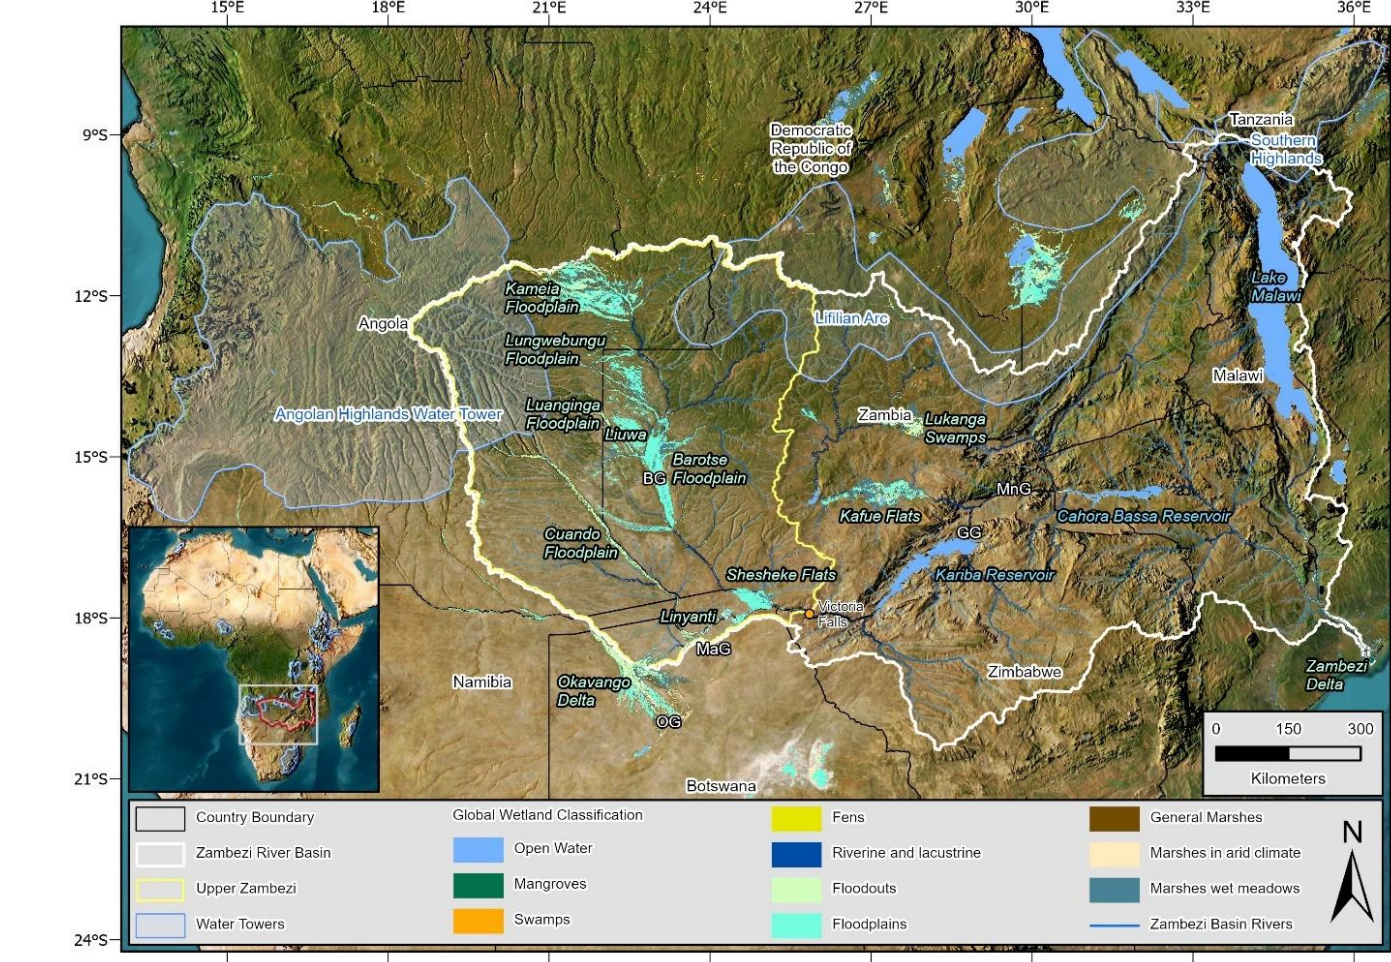 15°E
18°E
21°E
24°E
27°E
30°E
33°E
36°E
9°S
12°S
15°S
18°S
21°S
24°S
Tanzania
Democratic
Republic of
the Congo
Southern
Highlands
Kameia
Floodplain
Lake
Malawi
Angola
Lifilian Arc
Lungwebungu
Floodplain
Malawi
Angolan Highlands Water Tower
Luanginga
Floodplain
Liuwa
Zambia
Lukanga
Swamps
Barotse
Floodplain
BG
MnG
Kafue Flats
Cahora Bassa Reservoir
Cuando
Floodplain
GG
Shesheke Flats
Kariba Reservoir
Linyanti
Victoria
Falls
MaG
Namibia
Okavango
Delta
OG
Zimbabwe
Zambezi
Delta
Botswana
0 150 300
Kilometers
Country Boundary
Zambezi River Basin
Upper Zambezi
Water Towers
Global Wetland Classification
Open Water
Mangroves
Swamps
Fens
Riverine and lacustrine
Floodouts
Floodplains
General Marshes
Marshes in arid climate
Marshes wet meadows
Zambezi Basin Rivers
N